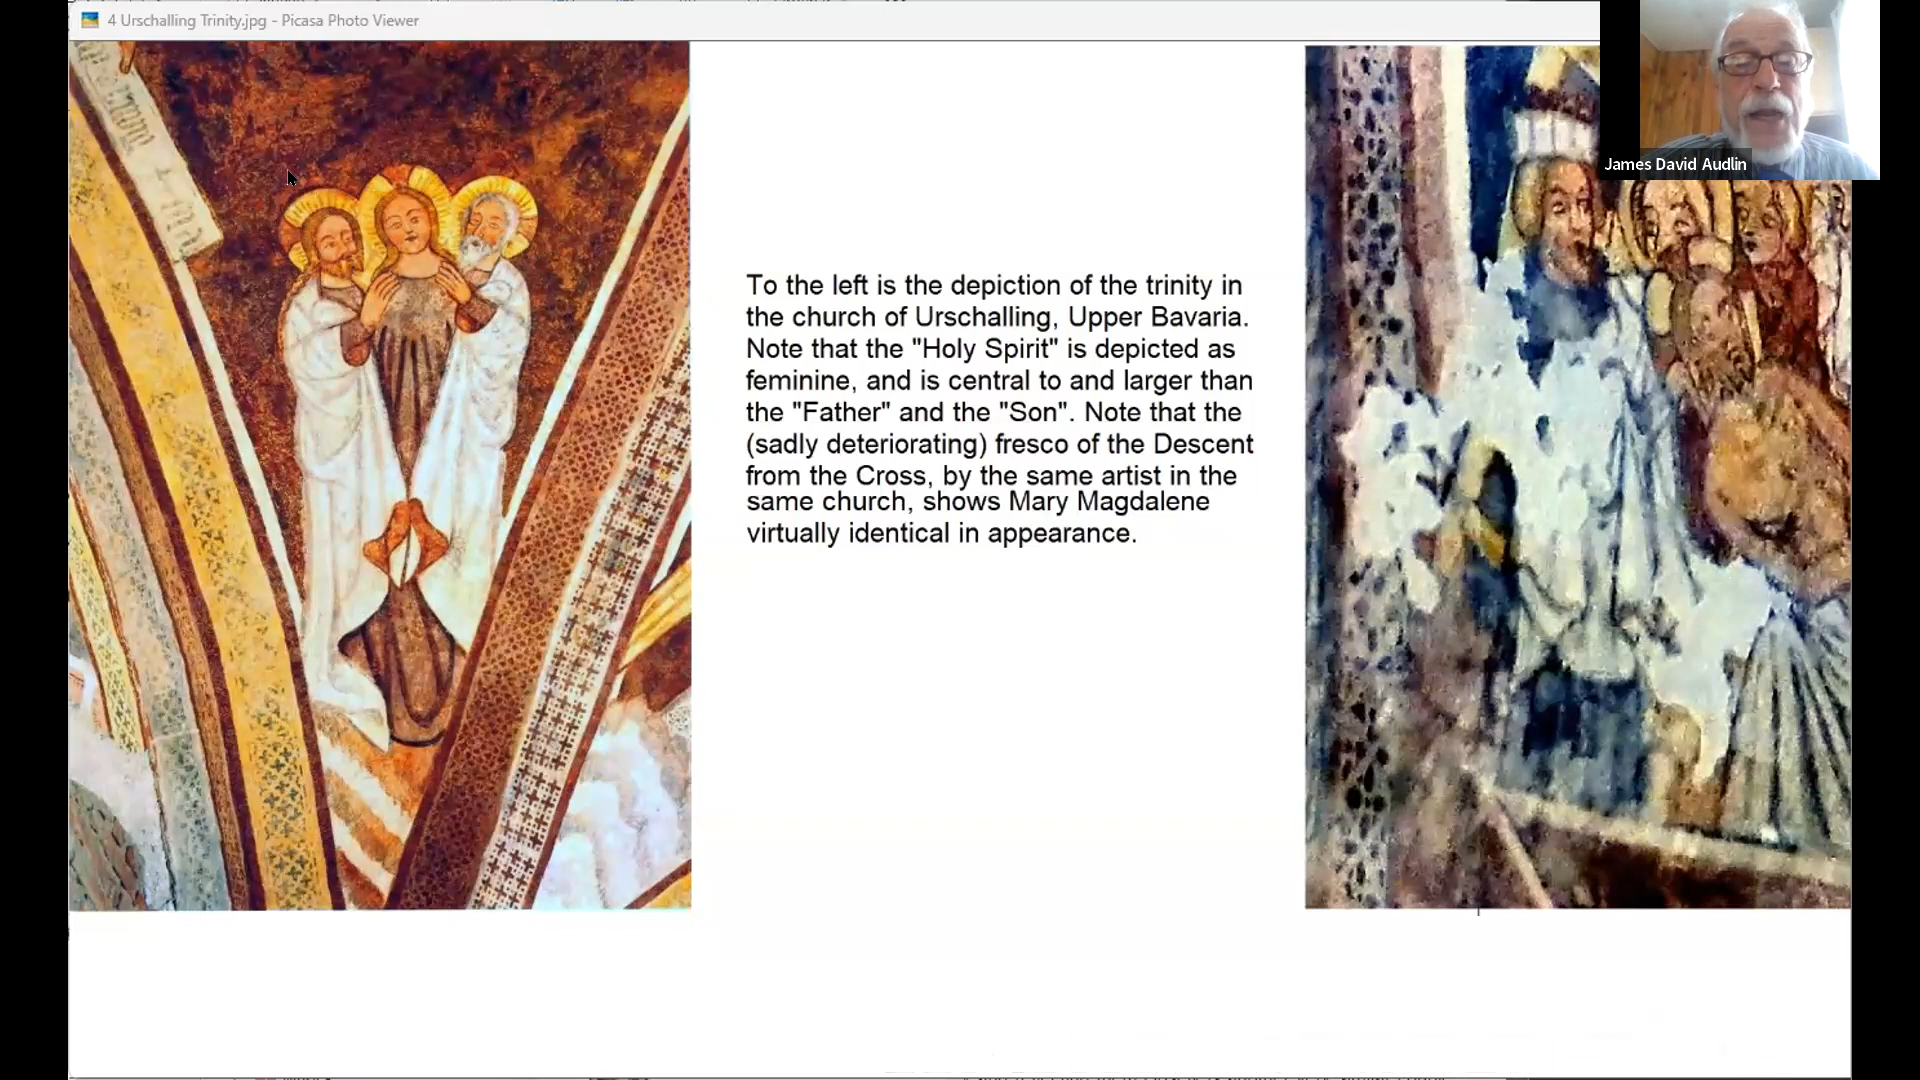 4 Urschalling Trinity.jpg - Picasa Photo Viewer
James David Audlin
To the left is the depiction of the trinity in
the church of Urschalling, Upper Bavaria.
Note that the "Holy Spirit" is depicted as
feminine, and is central to and larger than
the "Father" and the "Son". Note that the
(sadly deteriorating) fresco of the Descent
from the Cross, by the same artist in the
same church, shows Mary Magdalene
virtually identical in appearance.